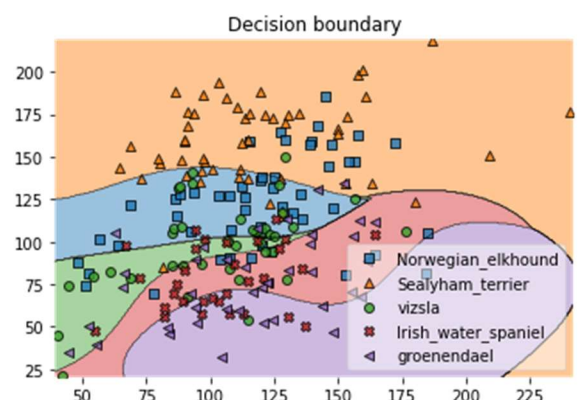 Decision boundary
200
175
150
125
100
75
50
25
Norwegian_elkhound
Sealyham_terrier
vizsla
Irish_water_spaniel
groenendael
50 75 100 125 150 175 200 225